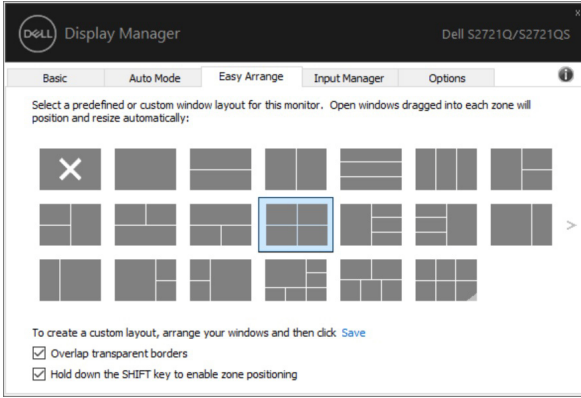 DELL Display Manager
Dell S2721Q/S2721QS
Basic Auto Mode Easy Arrange Input Manager Options
Select a predefined or custom window layout for this monitor. Open windows dragged into each zone will
position and resize automatically:
To create a custom layout, arrange your windows and then click Save
Overlap transparent borders
Hold down the SHIFT key to enable zone positioning